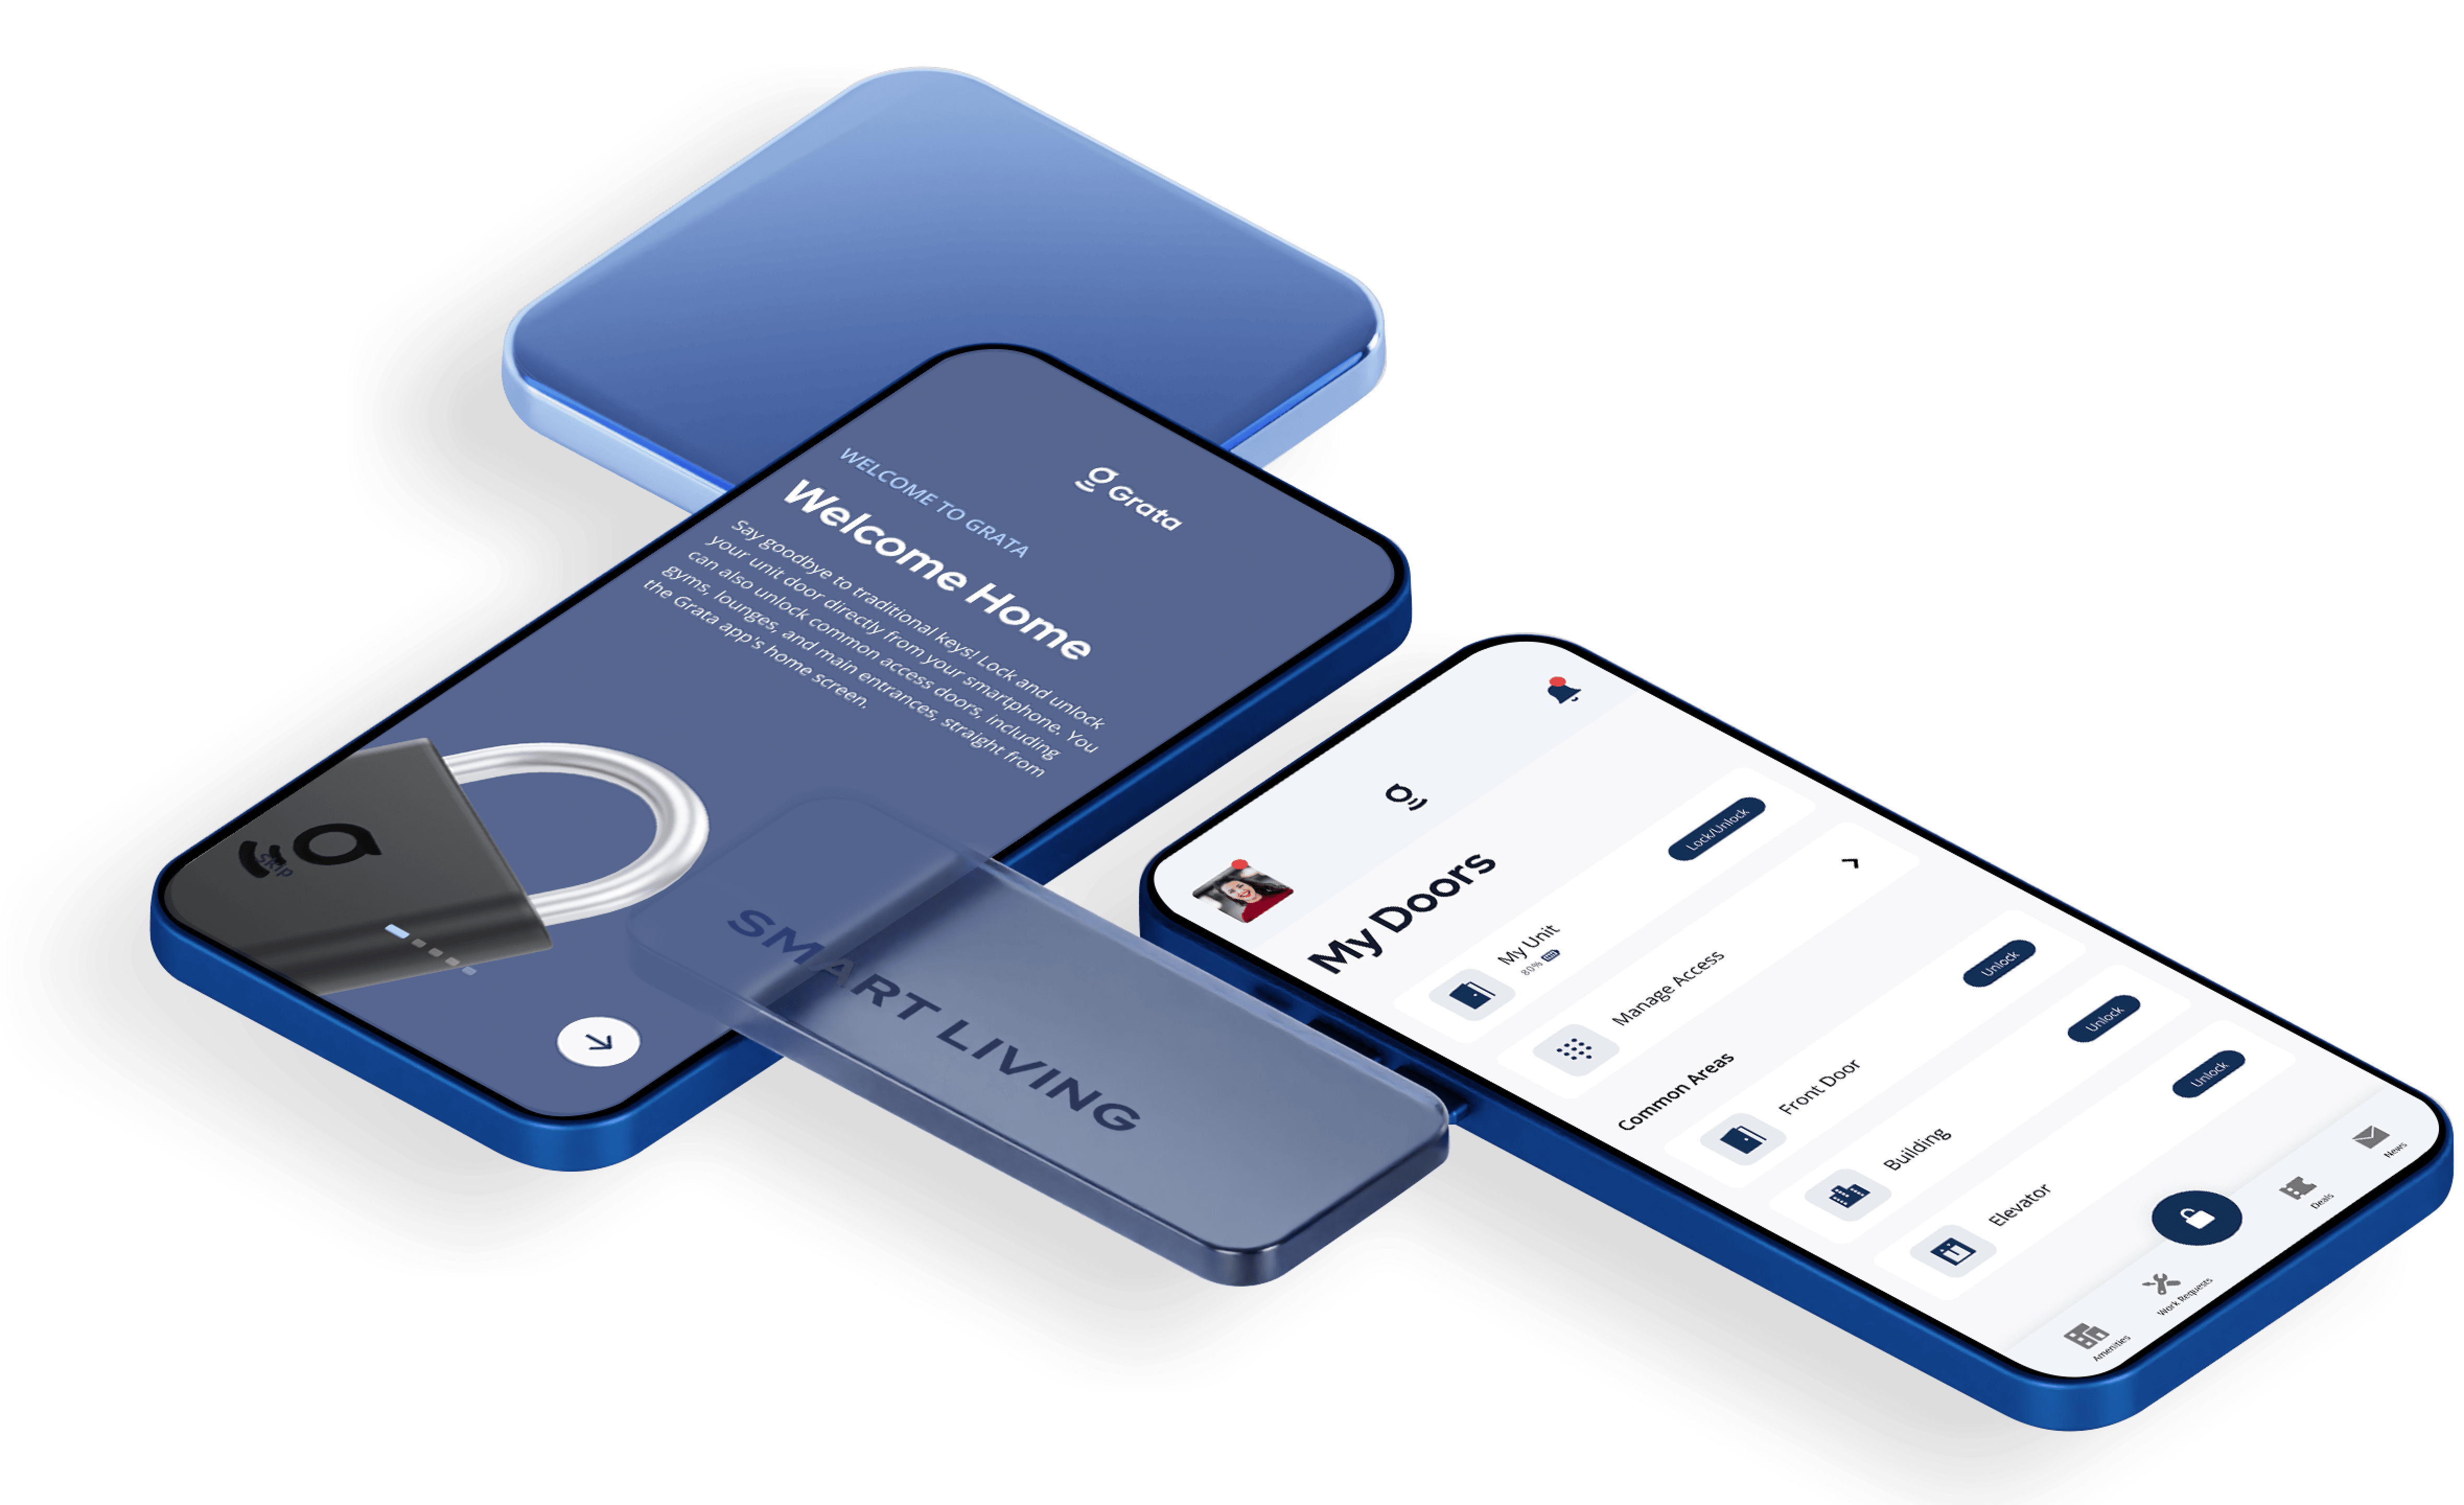 Grata
WELCOME TO GRATA
Welcome Home
Say goodbye to traditional keys! Lock and unlock
your unit door directly from your smartphone. You
can also unlock common access doors, including
gyms, lounges, and main entrances, straight from
the Grata app's home screen.
Skip
SMART LIVING
My Doors
My Unit
80%
Lock/Unlock
Manage Access
Common Areas
Front Door
Unlock
Building
Unlock
Elevator
Unlock
Amenities
Work Requests
Deals
News